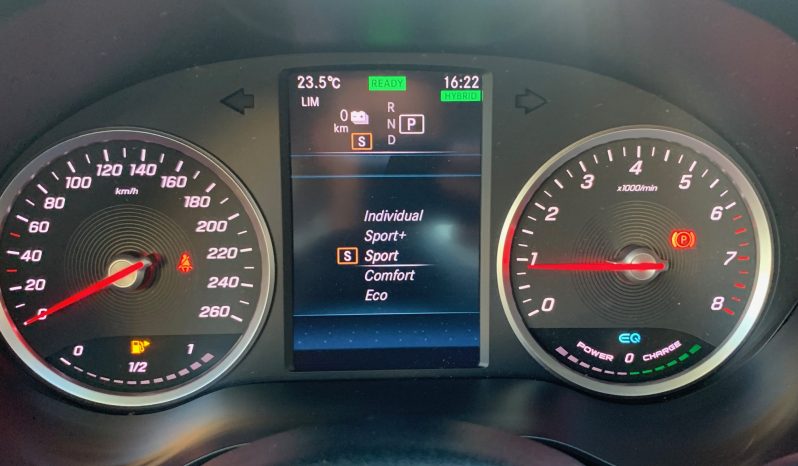 23.5°C READY 16:22
LIM HYBRID
0 km
R
N P
D
S
Individual
Sport+
S Sport
Comfort
Eco
0 20 40 60 80 100 120 140 160 180 200 220 240 260
km/h
0 1/2 1
0 1 2 3 4 5 6 7 8
x1000/min
P
EQ
POWER 0 CHARGE